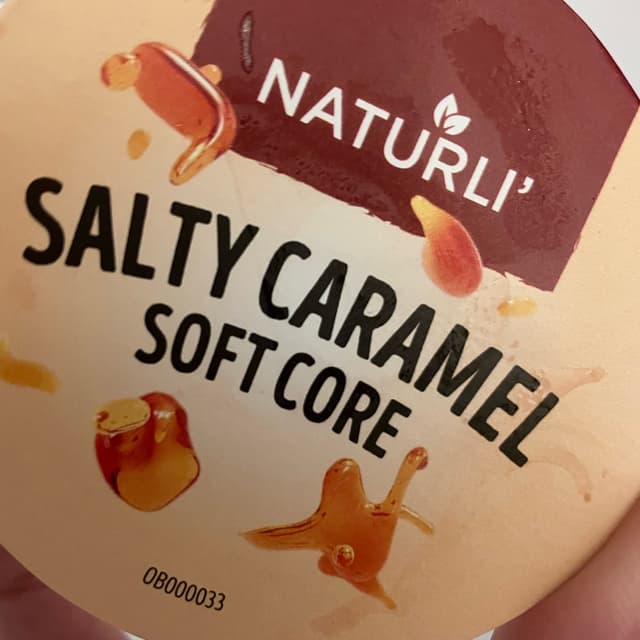 NATURLI'
SALTY CARAMEL
SOFT CORE
OB000033